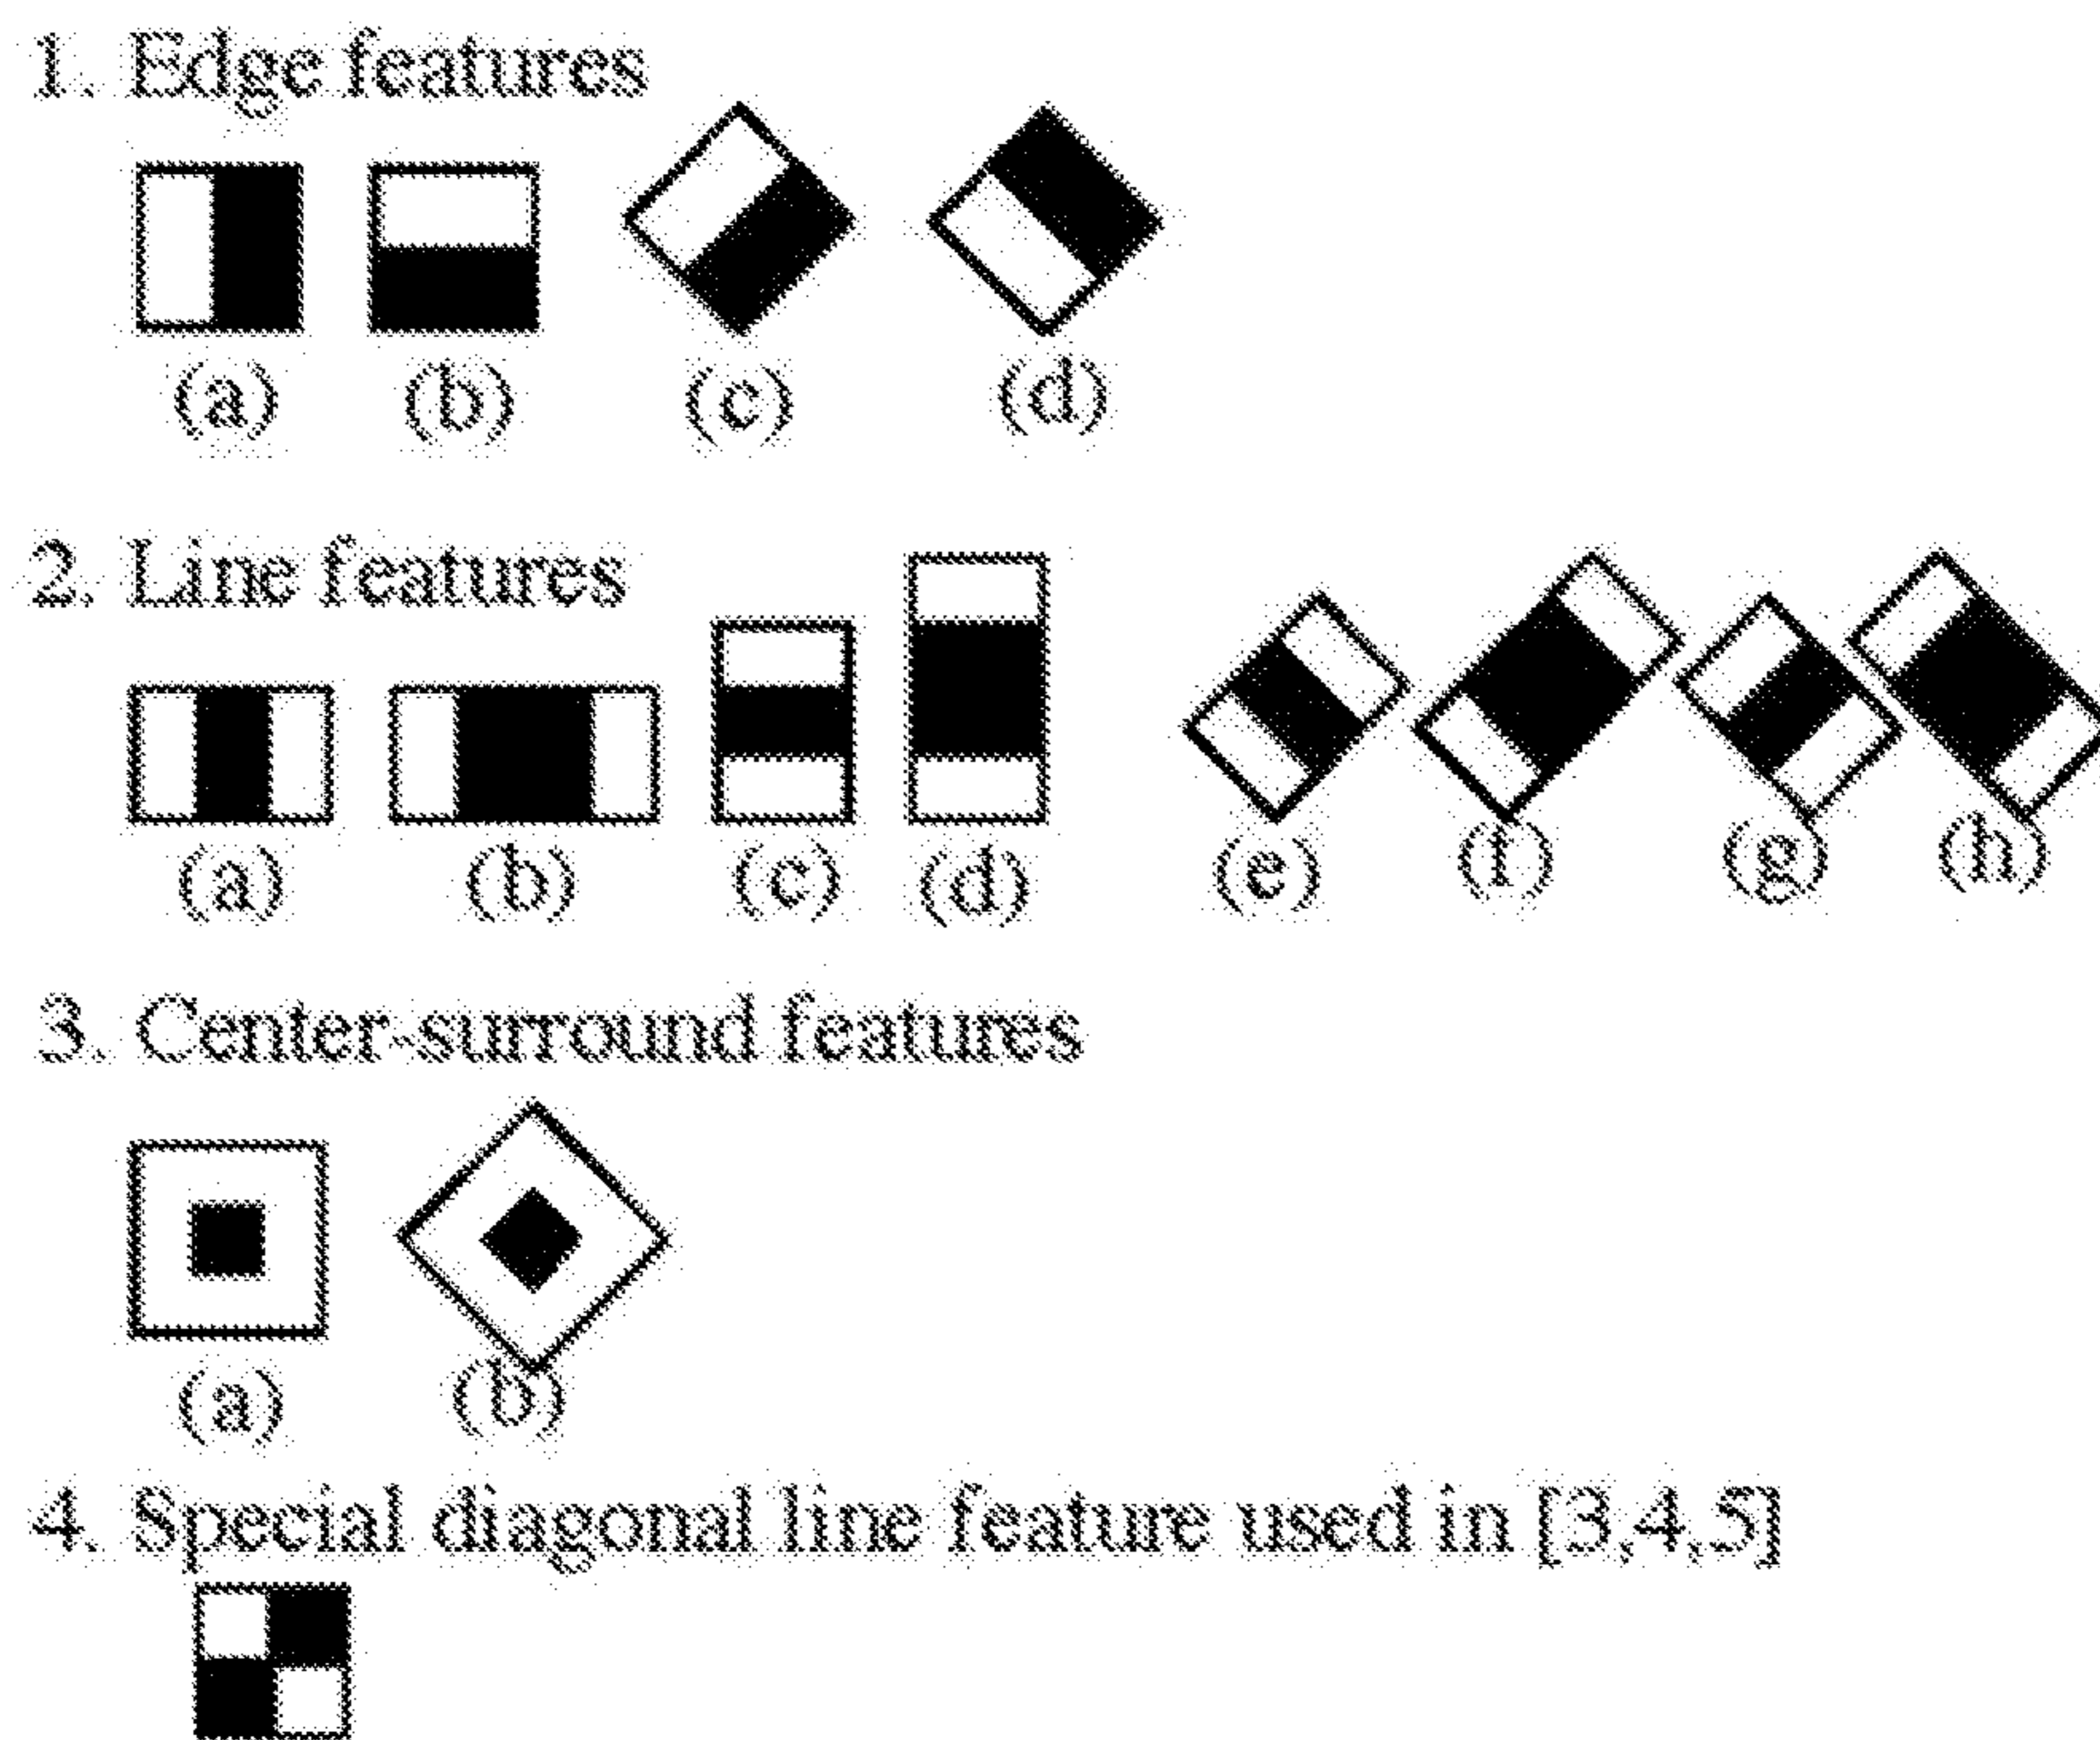 1. Edge features
(a) (b) (c) (d)
2. Line features
(a) (b) (c) (d) (e) (f) (g) (h)
3. Center-surround features
(a) (b)
4. Special diagonal line feature used in [3,4,5]